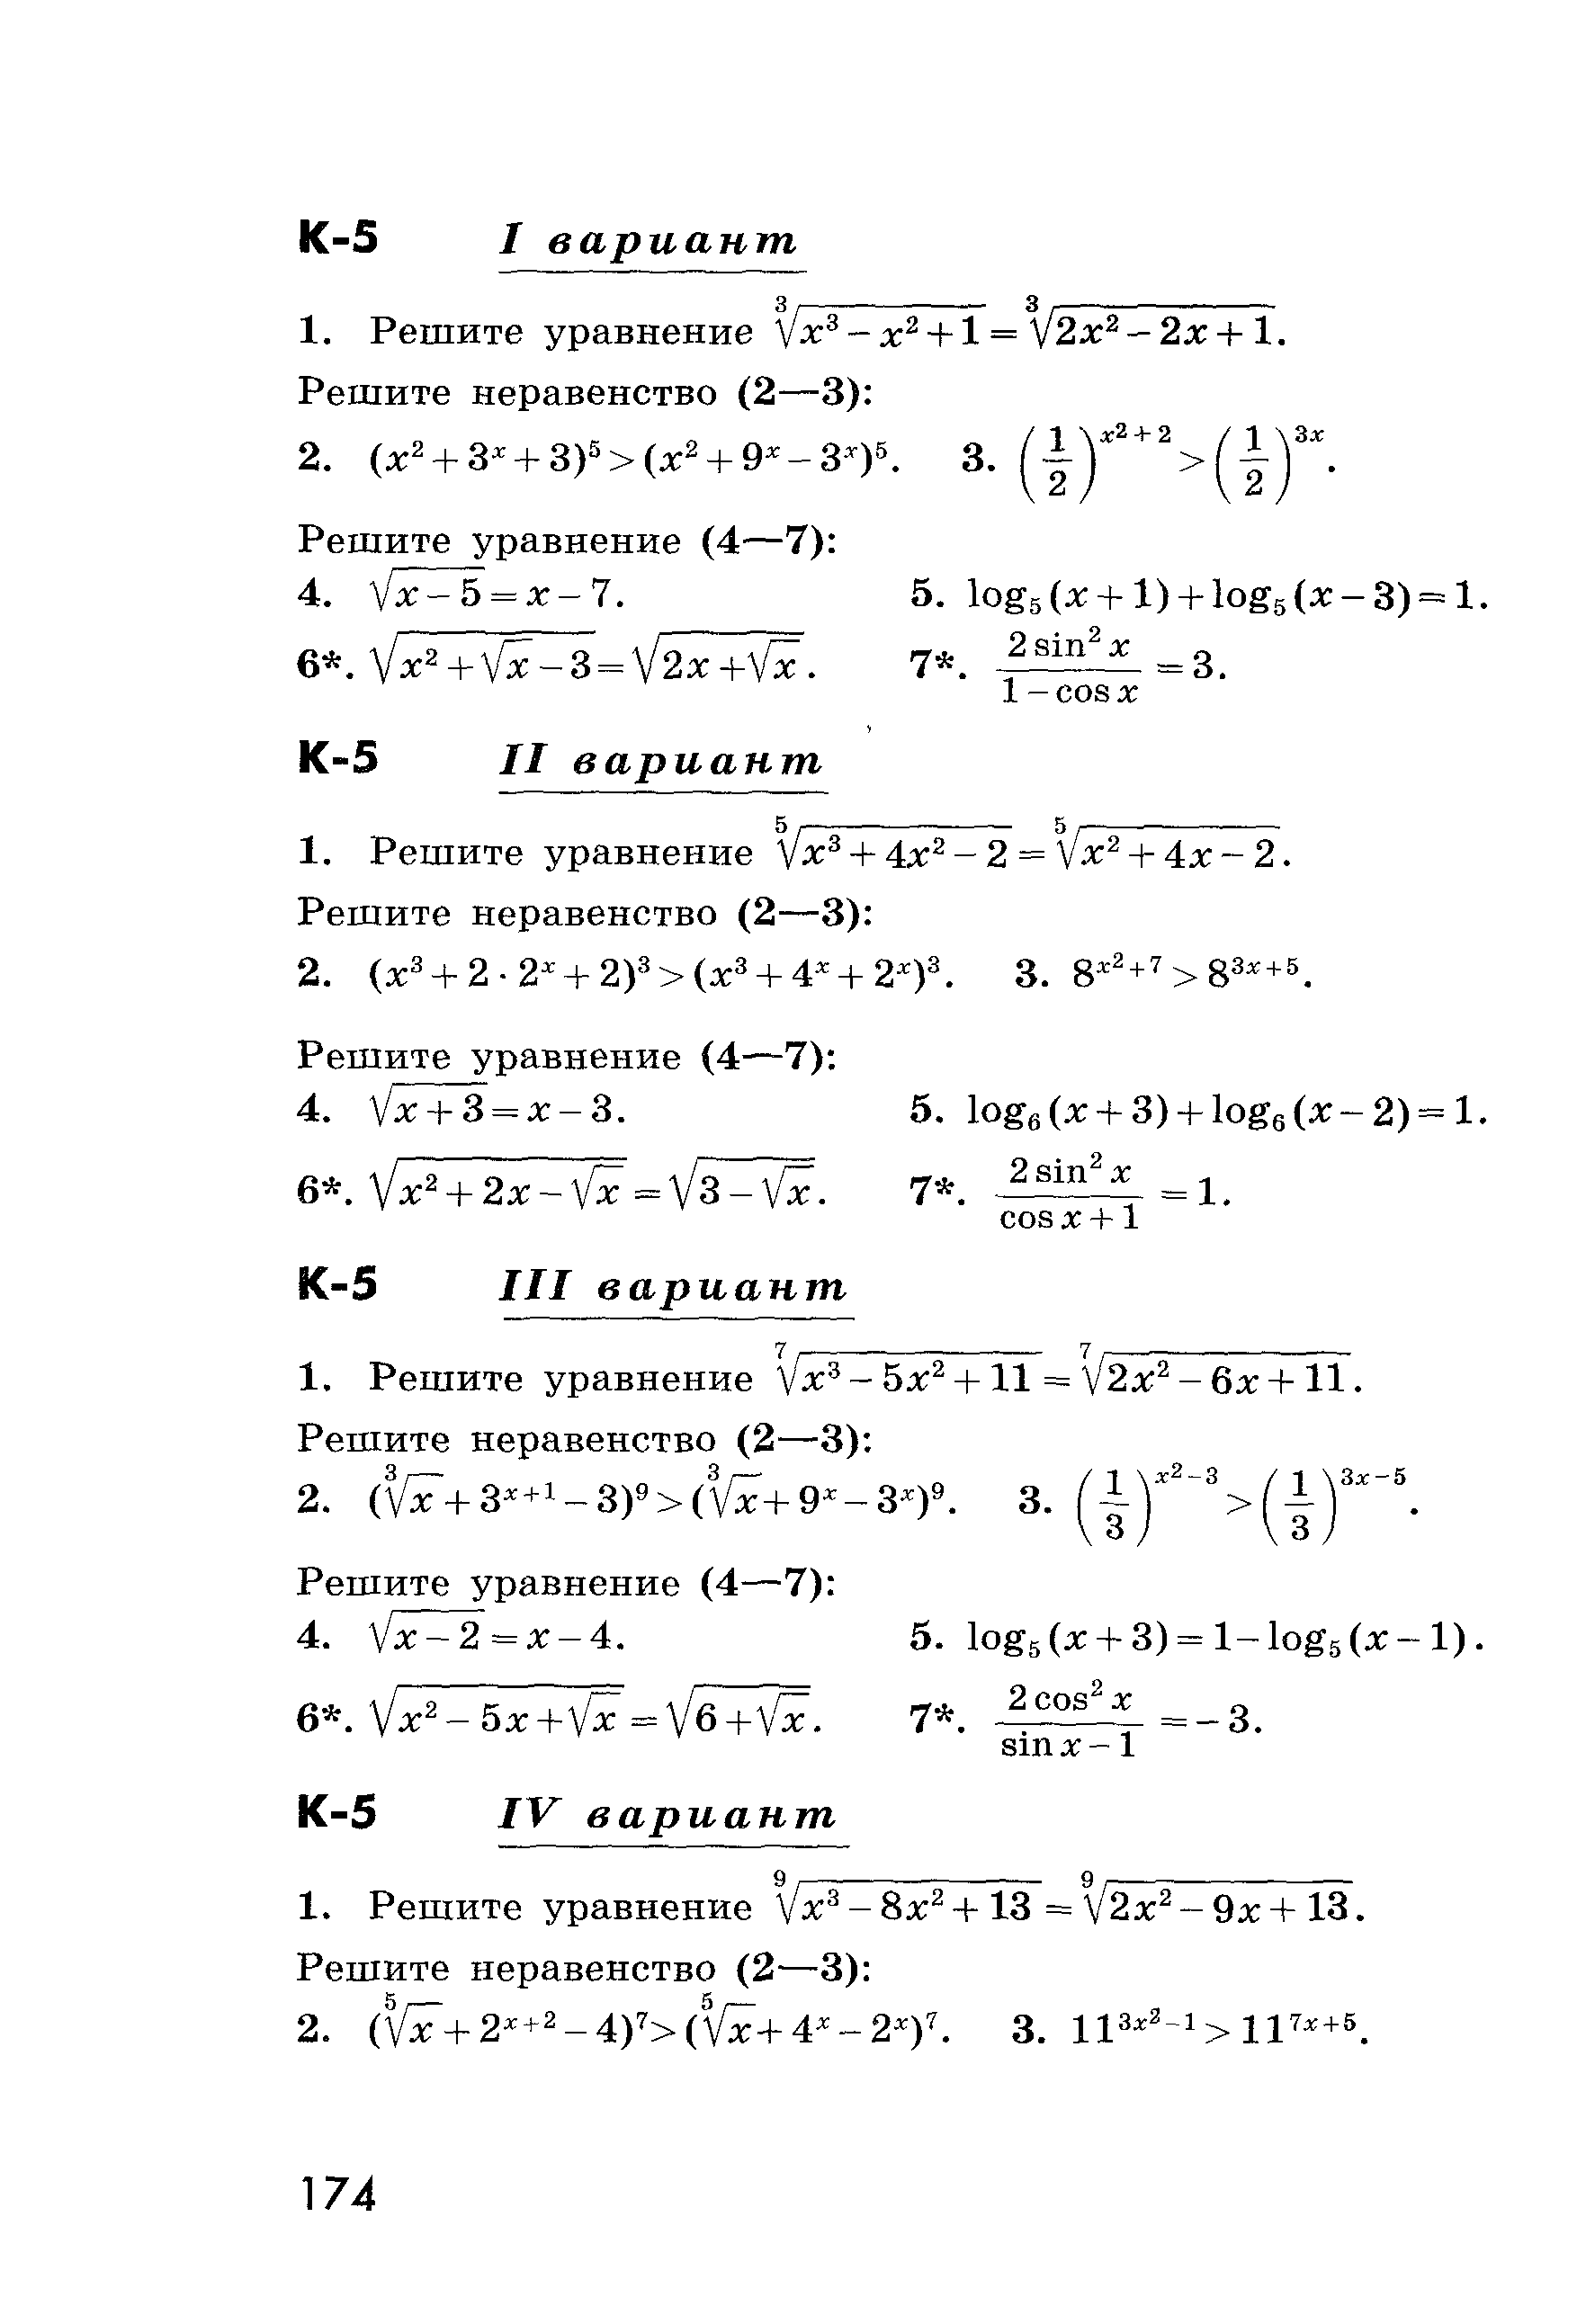 К-5 I вариант
1. Решите уравнение ∛(x³ − x² + 1) = ∛(2x² − 2x + 1).
Решите неравенство (2—3):
2. (x² + 3ˣ + 3)⁵ > (x² + 9ˣ − 3ˣ)⁵. 3. (1/2)^(x² + 2) > (1/2)^(3x).
Решите уравнение (4—7):
4. √(x − 5) = x − 7. 5. log₅(x + 1) + log₅(x − 3) = 1.
6*. √(x² + √x − 3) = √(2x + √x). 7*. (2 sin² x)/(1 − cos x) = 3.
К-5 II вариант
1. Решите уравнение ⁵√(x³ + 4x² − 2) = ⁵√(x² + 4x − 2).
Решите неравенство (2—3):
2. (x³ + 2 · 2ˣ + 2)³ > (x³ + 4ˣ + 2ˣ)³. 3. 8^(x² + 7) > 8^(3x + 5).
Решите уравнение (4—7):
4. √(x + 3) = x − 3. 5. log₆(x + 3) + log₆(x − 2) = 1.
6*. √(x² + 2x − √x) = √(3 − √x). 7*. (2 sin² x)/(cos x + 1) = 1.
К-5 III вариант
1. Решите уравнение ⁷√(x³ − 5x² + 11) = ⁷√(2x² − 6x + 11).
Решите неравенство (2—3):
2. (∛x + 3^(x + 1) − 3)⁹ > (∛x + 9ˣ − 3ˣ)⁹. 3. (1/3)^(x² − 3) > (1/3)^(3x − 5).
Решите уравнение (4—7):
4. √(x − 2) = x − 4. 5. log₅(x + 3) = 1 − log₅(x − 1).
6*. √(x² − 5x + √x) = √(6 + √x). 7*. (2 cos² x)/(sin x − 1) = −3.
К-5 IV вариант
1. Решите уравнение ⁹√(x³ − 8x² + 13) = ⁹√(2x² − 9x + 13).
Решите неравенство (2—3):
2. (⁵√x + 2^(x + 2) − 4)⁷ > (⁵√x + 4ˣ − 2ˣ)⁷. 3. 11^(3x² − 1) > 11^(7x + 5).
174